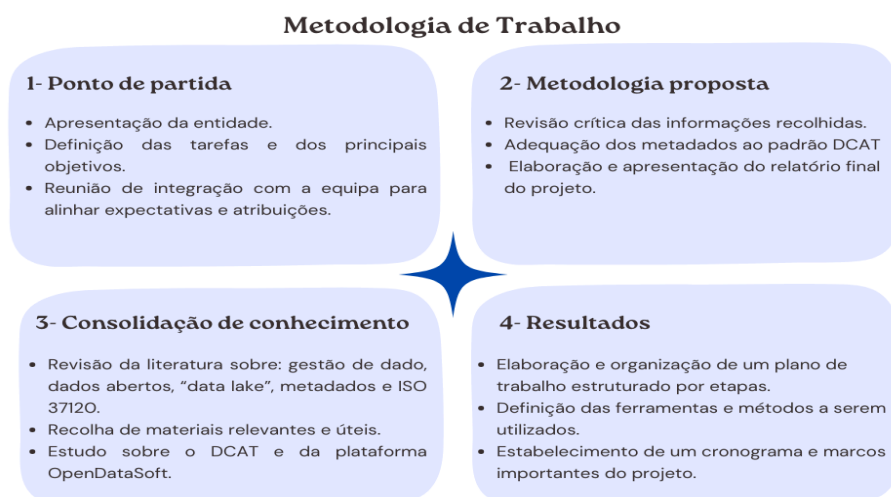 Metodologia de Trabalho
1- Ponto de partida
• Apresentação da entidade.
• Definição das tarefas e dos principais
objetivos.
• Reunião de integração com a equipa para
alinhar expectativas e atribuições.
2- Metodologia proposta
• Revisão crítica das informações recolhidas.
• Adequação dos metadados ao padrão DCAT
• Elaboração e apresentação do relatório final
do projeto.
3- Consolidação de conhecimento
• Revisão da literatura sobre: gestão de dado,
dados abertos, “data lake”, metadados e ISO
37120.
• Recolha de materiais relevantes e úteis.
• Estudo sobre o DCAT e da plataforma
OpenDataSoft.
4- Resultados
• Elaboração e organização de um plano de
trabalho estruturado por etapas.
• Definição das ferramentas e métodos a serem
utilizados.
• Estabelecimento de um cronograma e marcos
importantes do projeto.